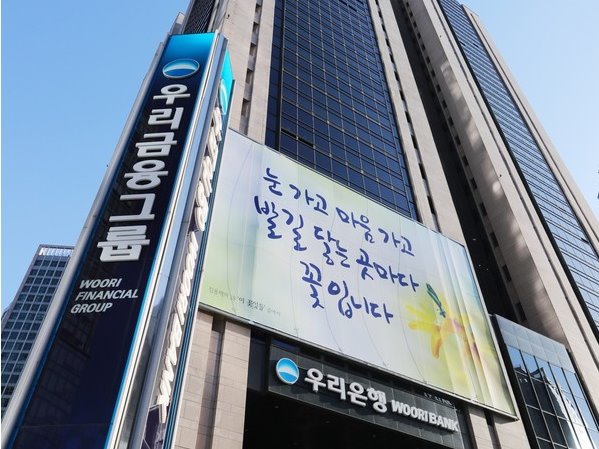 우리금융그룹
WOORI
FINANCIAL
GROUP
눈 가고 마음 가고
발길 닿는 곳마다
꽃입니다
우리은행 WOORI BANK